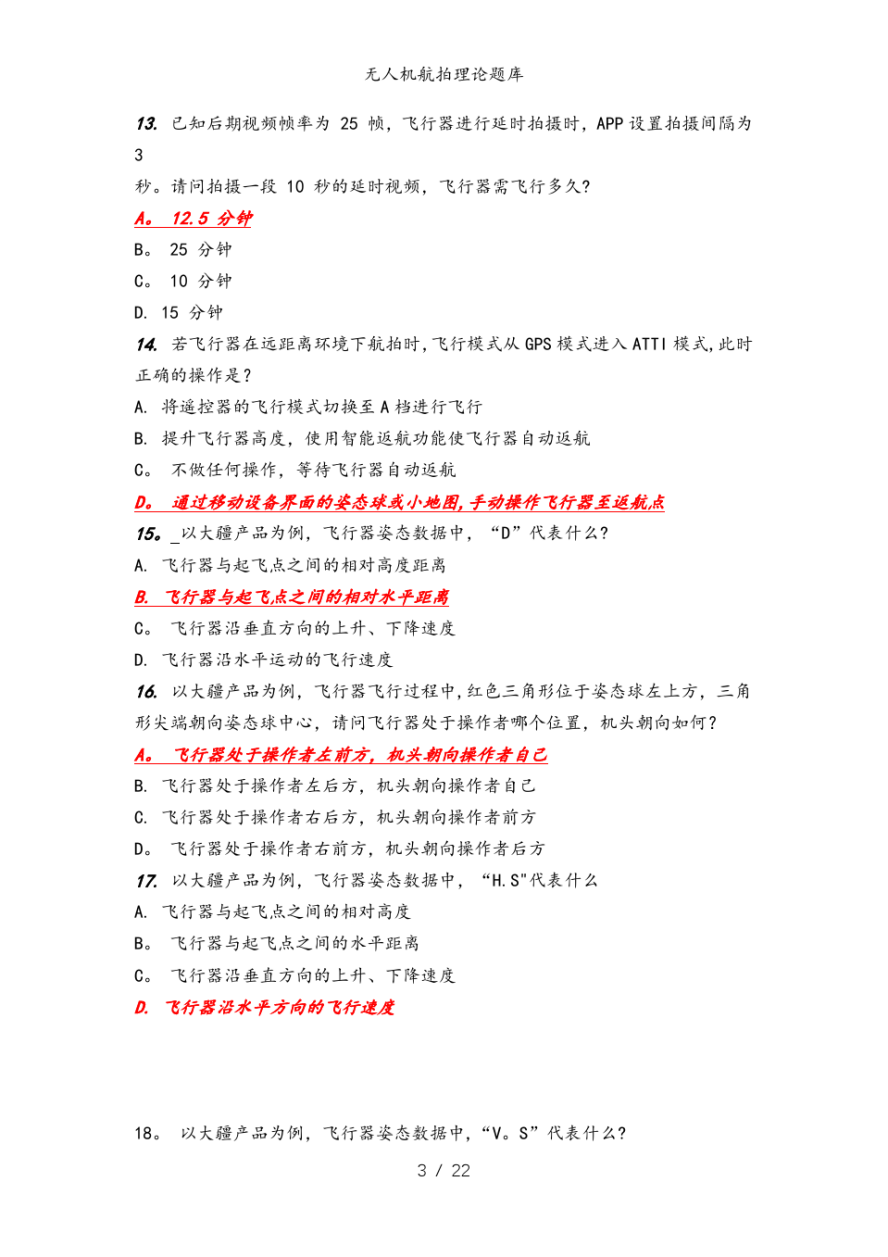 无人机航拍理论题库
13. 已知后期视频帧率为 25 帧，飞行器进行延时拍摄时，APP 设置拍摄间隔为
3
秒。请问拍摄一段 10 秒的延时视频，飞行器需飞行多久?
A。 12.5 分钟
B。 25 分钟
C。 10 分钟
D. 15 分钟
14. 若飞行器在远距离环境下航拍时,飞行模式从 GPS 模式进入 ATTI 模式,此时
正确的操作是?
A. 将遥控器的飞行模式切换至 A 档进行飞行
B. 提升飞行器高度，使用智能返航功能使飞行器自动返航
C。 不做任何操作，等待飞行器自动返航
D。 通过移动设备界面的姿态球或小地图,手动操作飞行器至返航点
15。_以大疆产品为例，飞行器姿态数据中，“D”代表什么?
A. 飞行器与起飞点之间的相对高度距离
B. 飞行器与起飞点之间的相对水平距离
C。 飞行器沿垂直方向的上升、下降速度
D. 飞行器沿水平运动的飞行速度
16. 以大疆产品为例，飞行器飞行过程中,红色三角形位于姿态球左上方，三角
形尖端朝向姿态球中心，请问飞行器处于操作者哪个位置，机头朝向如何?
A。 飞行器处于操作者左前方，机头朝向操作者自己
B. 飞行器处于操作者左后方，机头朝向操作者自己
C. 飞行器处于操作者右后方，机头朝向操作者前方
D。 飞行器处于操作者右前方，机头朝向操作者后方
17. 以大疆产品为例，飞行器姿态数据中，“H.S"代表什么
A. 飞行器与起飞点之间的相对高度
B。 飞行器与起飞点之间的水平距离
C。 飞行器沿垂直方向的上升、下降速度
D. 飞行器沿水平方向的飞行速度
18。 以大疆产品为例，飞行器姿态数据中,“V。S”代表什么?
3 / 22